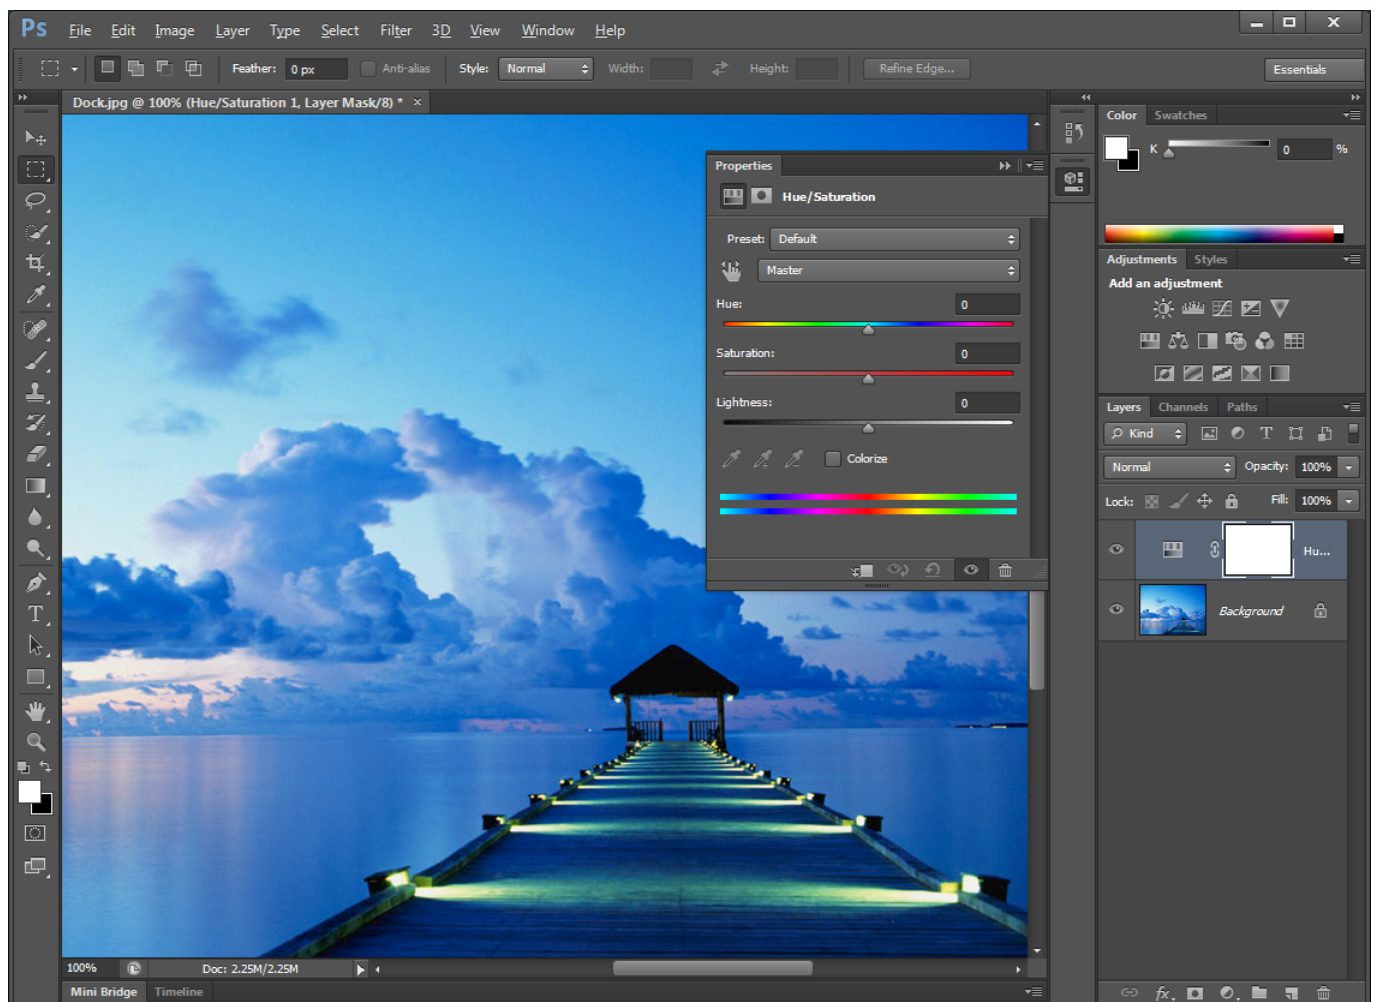 Ps File Edit Image Layer Type Select Filter 3D View Window Help
Feather: 0 px Anti-alias Style: Normal Width: Height: Refine Edge... Essentials
Dock.jpg @ 100% (Hue/Saturation 1, Layer Mask/8) * ×
Color Swatches
K 0 %
Properties
Hue/Saturation
Preset: Default
Master
Hue: 0
Saturation: 0
Lightness: 0
Colorize
Adjustments Styles
Add an adjustment
Layers Channels Paths
Kind T
Normal Opacity: 100%
Lock: Fill: 100%
Hu...
Background
T
100% Doc: 2.25M/2.25M
Mini Bridge Timeline
fx